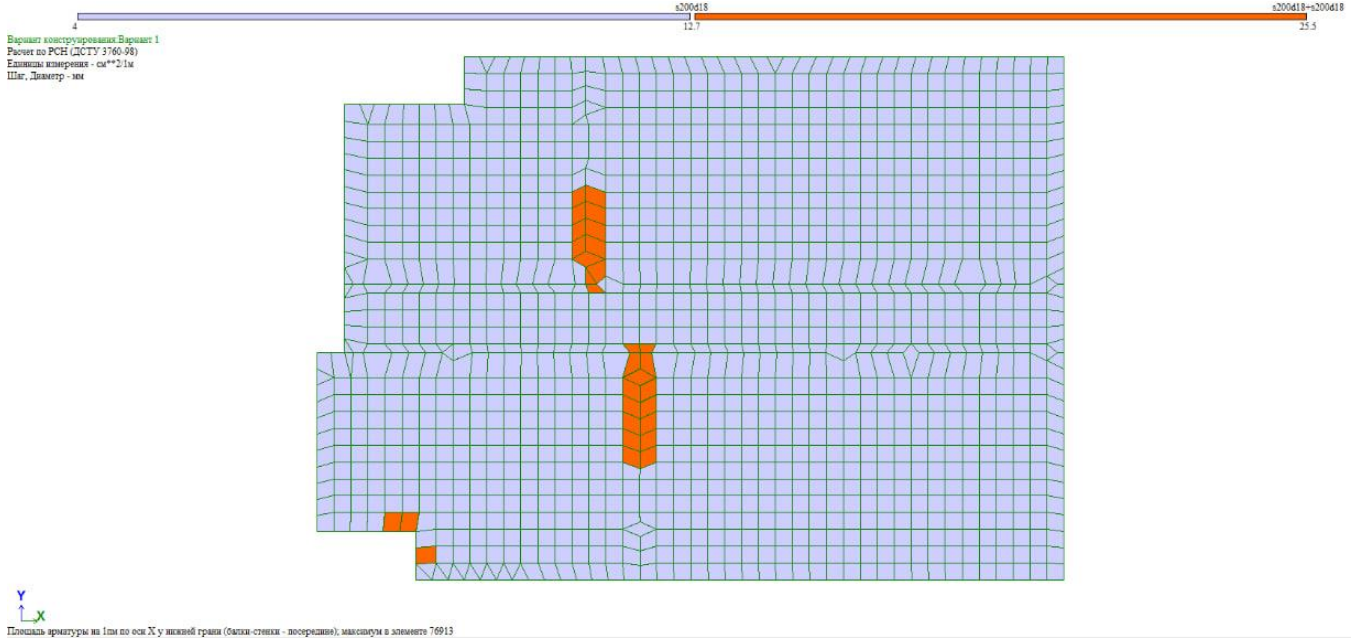 s200d18 s200d18+s200d18
4 12.7 25.5
Вариант конструирования:Вариант 1
Расчет по РСН (ДСТУ 3760-98)
Единицы измерения - см**2/1м
Шаг, Диаметр - мм
Y
X
Площадь арматуры на 1пм по оси X у нижней грани (балки-стенки - посередине); максимум в элементе 76913